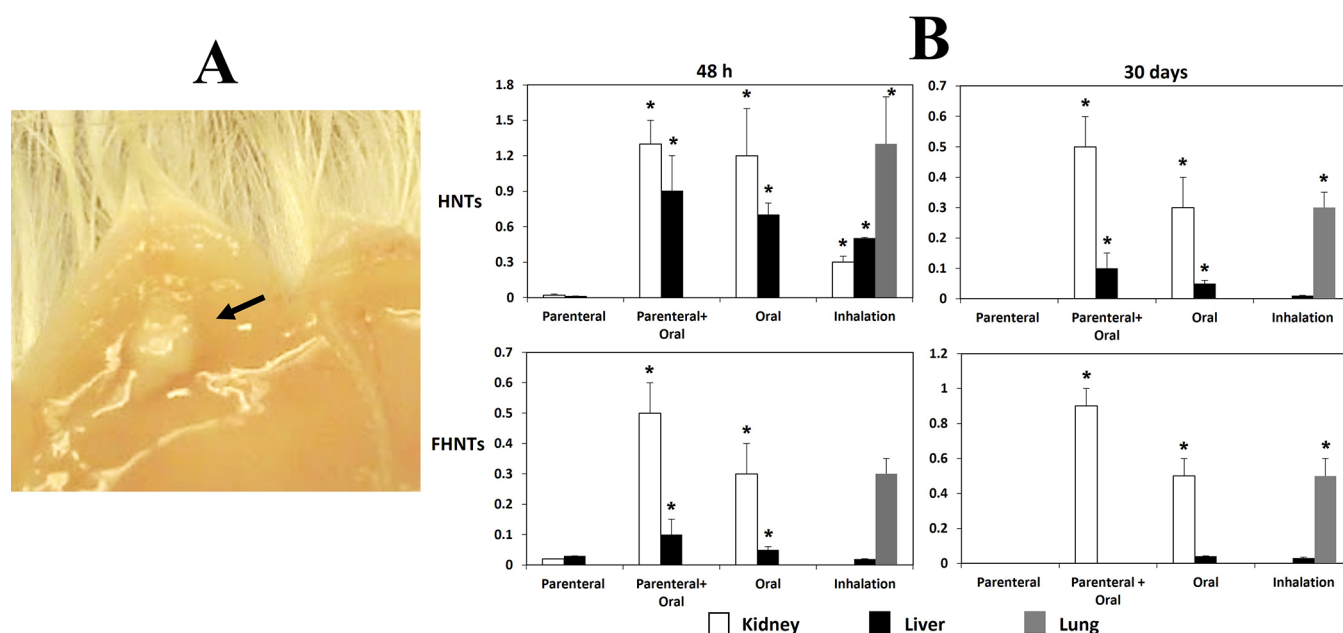 A
B
48 h
30 days
HNTs
1.8
1.5
1.2
0.9
0.6
0.3
0
* * * * * * *
Parenteral Parenteral+ Oral Inhalation
Oral
0.7
0.6
0.5
0.4
0.3
0.2
0.1
0
* * * * *
Parenteral Parenteral+ Oral Inhalation
Oral
FHNTs
0.7
0.6
0.5
0.4
0.3
0.2
0.1
0
* * * *
Parenteral Parenteral+ Oral Inhalation
Oral
1.2
1
0.8
0.6
0.4
0.2
0
* * *
Parenteral Parenteral + Oral Inhalation
Oral
Kidney Liver Lung